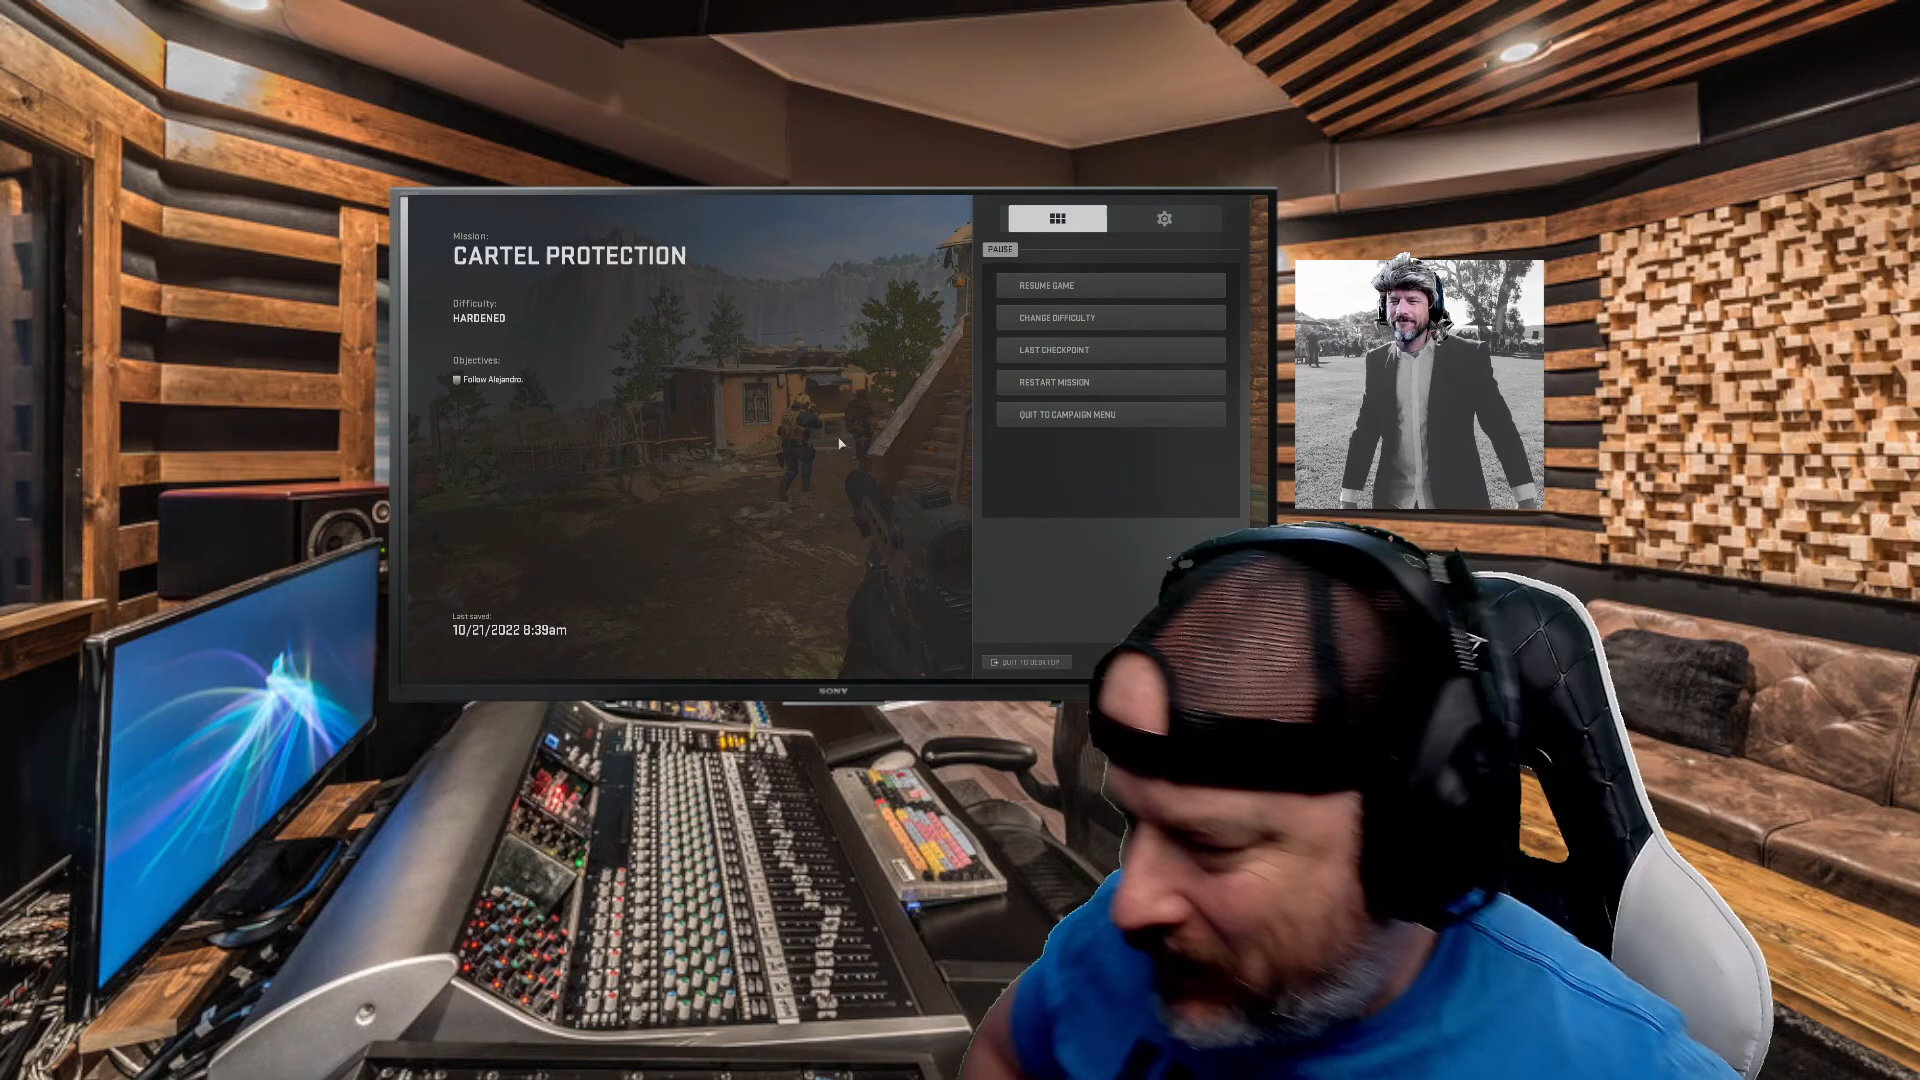 Mission:
CARTEL PROTECTION
Difficulty:
HARDENED
Objectives:
Follow Alejandro.
Last saved:
10/21/2022 8:39am
PAUSE
RESUME GAME
CHANGE DIFFICULTY
LAST CHECKPOINT
RESTART MISSION
QUIT TO CAMPAIGN MENU
QUIT TO DESKTOP
SONY